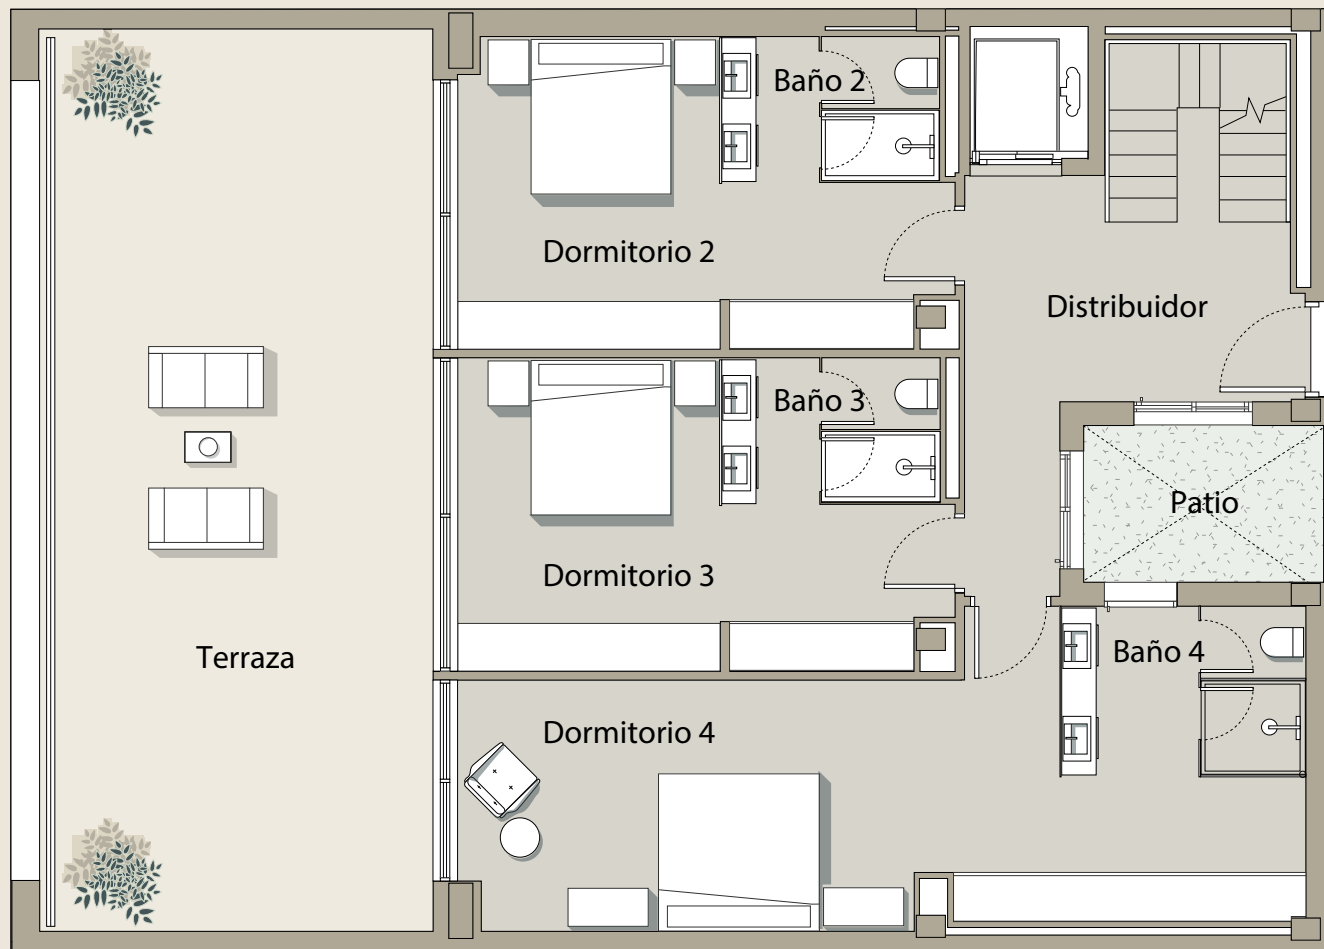 Baño 2
Dormitorio 2
Distribuidor
Baño 3
Patio
Dormitorio 3
Terraza
Baño 4
Dormitorio 4